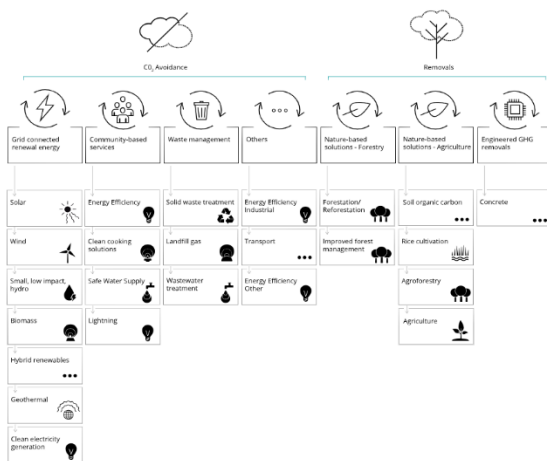 CO₂ Avoidance
Removals
Grid connected
renewal energy
Community-based
services
Waste management
Others
Nature-based
solutions - Forestry
Nature-based
solutions - Agriculture
Engineered GHG
removals
Solar
Wind
Small, low impact,
hydro
Biomass
Hybrid renewables
Geothermal
Clean electricity
generation
Energy Efficiency
Clean cooking
solutions
Safe Water Supply
Lightning
Solid waste treatment
Landfill gas
Wastewater
treatment
Energy Efficiency
Industrial
Transport
Energy Efficiency
Other
Forestation/
Reforestation
Improved forest
management
Soil organic carbon
Rice cultivation
Agroforestry
Agriculture
Concrete